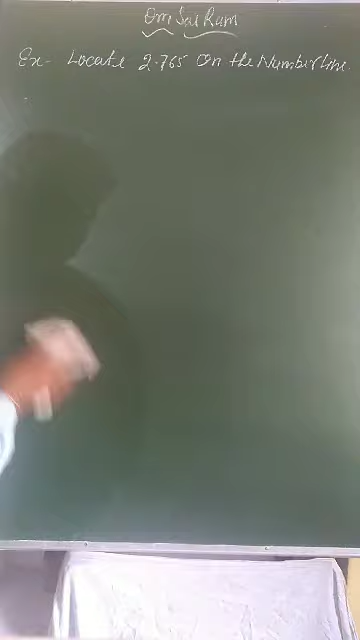 Om Sai Ram
Ex- Locate 2.765 On the Number line.